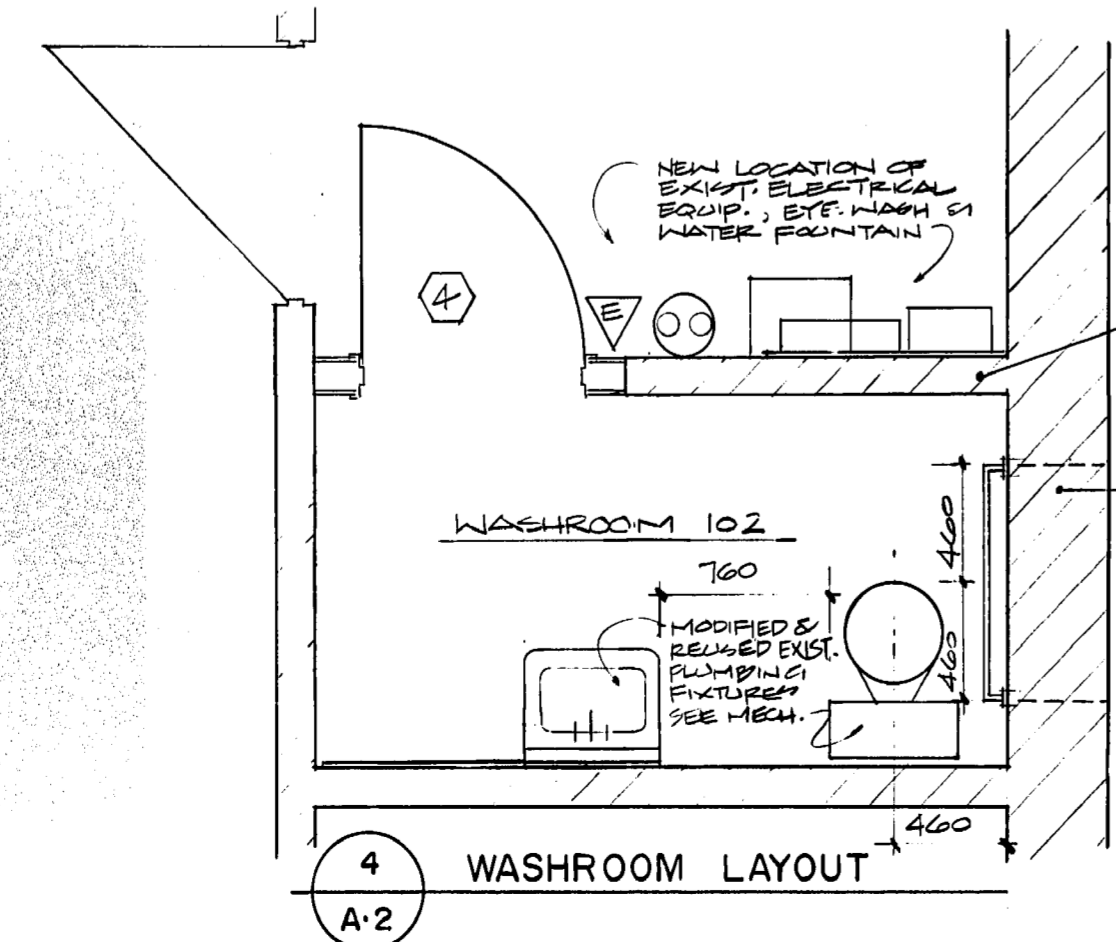 NEW LOCATION OF
EXIST. ELECTRICAL
EQUIP., EYE-WASH &
WATER FOUNTAIN
4
E
WASHROOM 102
760
460
460
MODIFIED &
REUSED EXIST.
PLUMBING
FIXTURES
SEE MECH.
460
4
A·2
WASHROOM LAYOUT